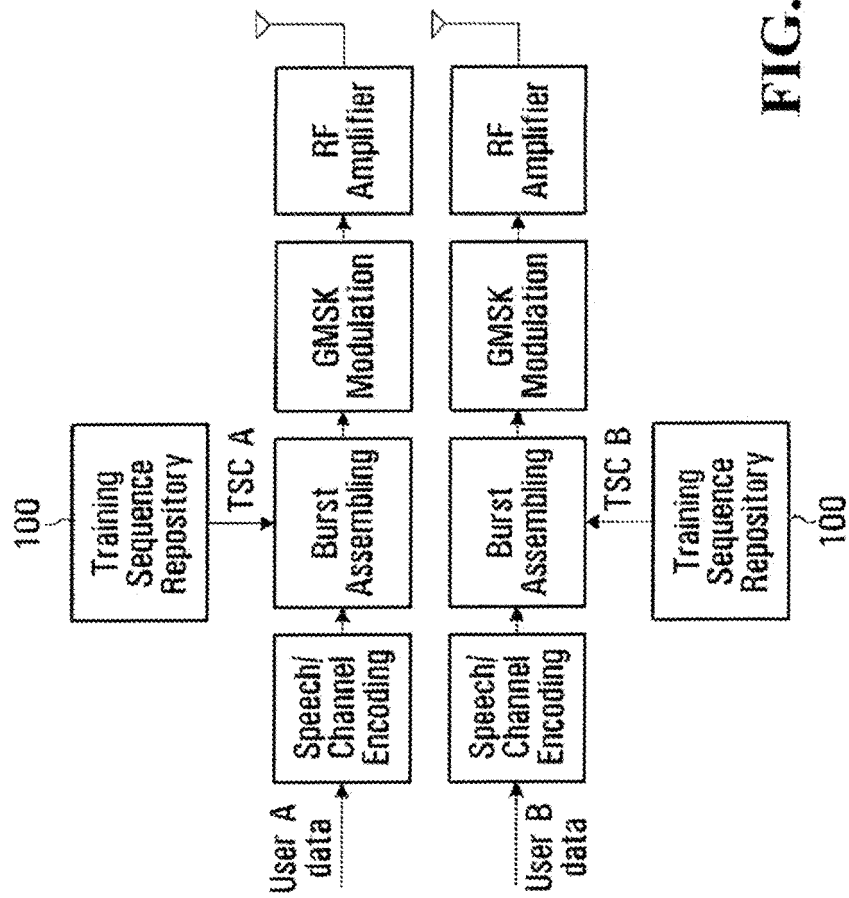 100
Training
Sequence
Repository
TSC A
User A
data
Speech/
Channel
Encoding
Burst
Assembling
GMSK
Modulation
RF
Amplifier
User B
data
Speech/
Channel
Encoding
Burst
Assembling
GMSK
Modulation
RF
Amplifier
TSC B
Training
Sequence
Repository
100
FIG.